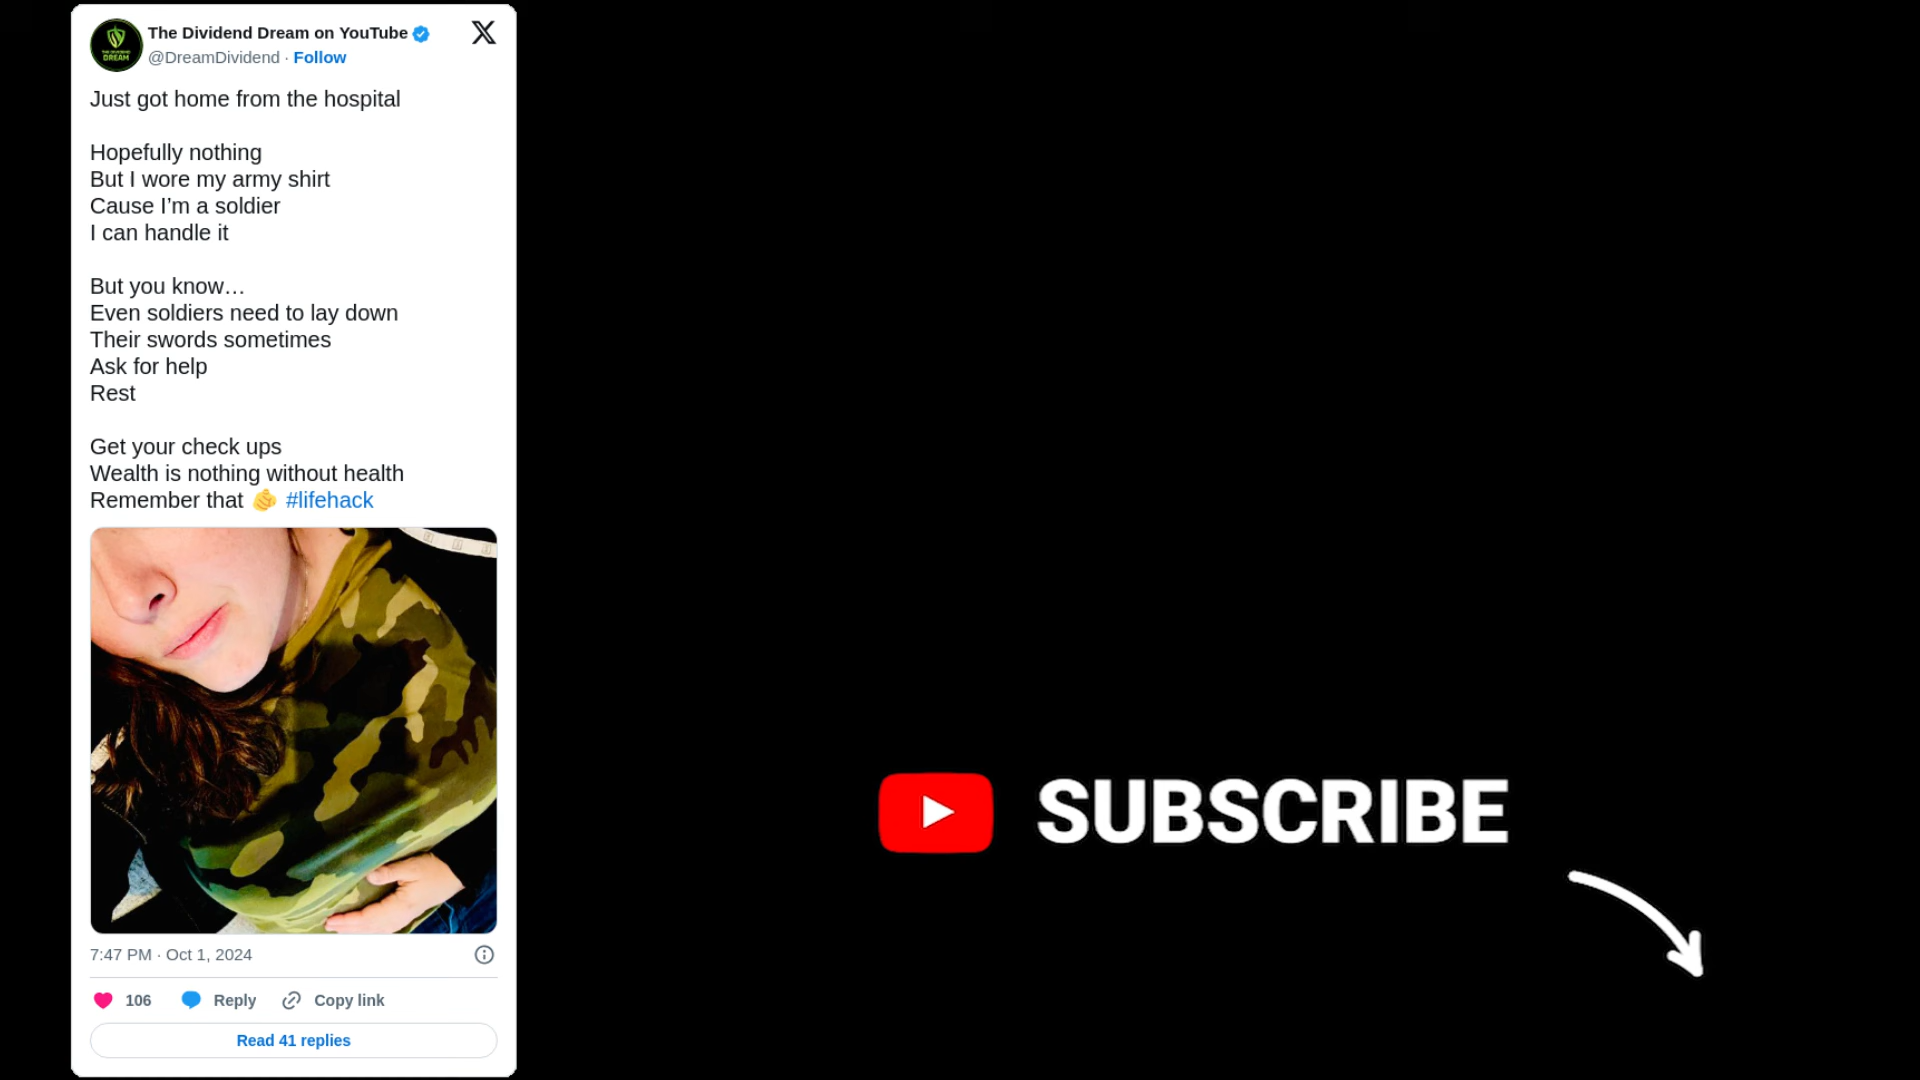 The Dividend Dream on YouTube
@DreamDividend · Follow
Just got home from the hospital
Hopefully nothing
But I wore my army shirt
Cause I’m a soldier
I can handle it
But you know…
Even soldiers need to lay down
Their swords sometimes
Ask for help
Rest
Get your check ups
Wealth is nothing without health
Remember that 🫵 #lifehack
7:47 PM · Oct 1, 2024
106 Reply Copy link
Read 41 replies
SUBSCRIBE